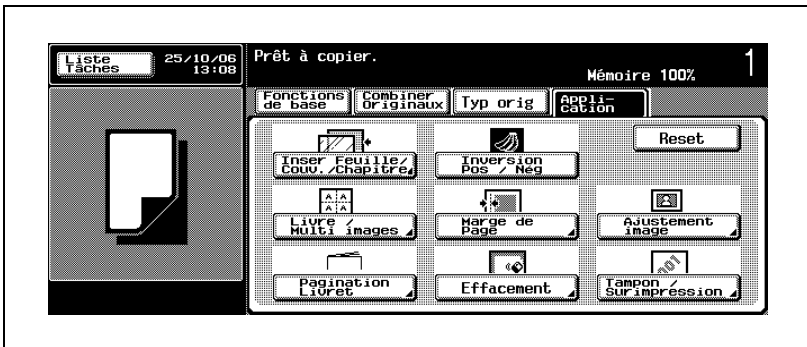 Liste
Tâches
25/10/06
13:08
Prêt à copier.
Mémoire 100%
1
Fonctions
de base
Combiner
Originaux
Typ orig
Appli-
cation
Reset
Inser Feuille/
Couv./Chapitre
Inversion
Pos / Nég
Livre /
Multi images
Marge de
Page
Ajustement
image
Pagination
Livret
Effacement
Tampon /
Surimpression